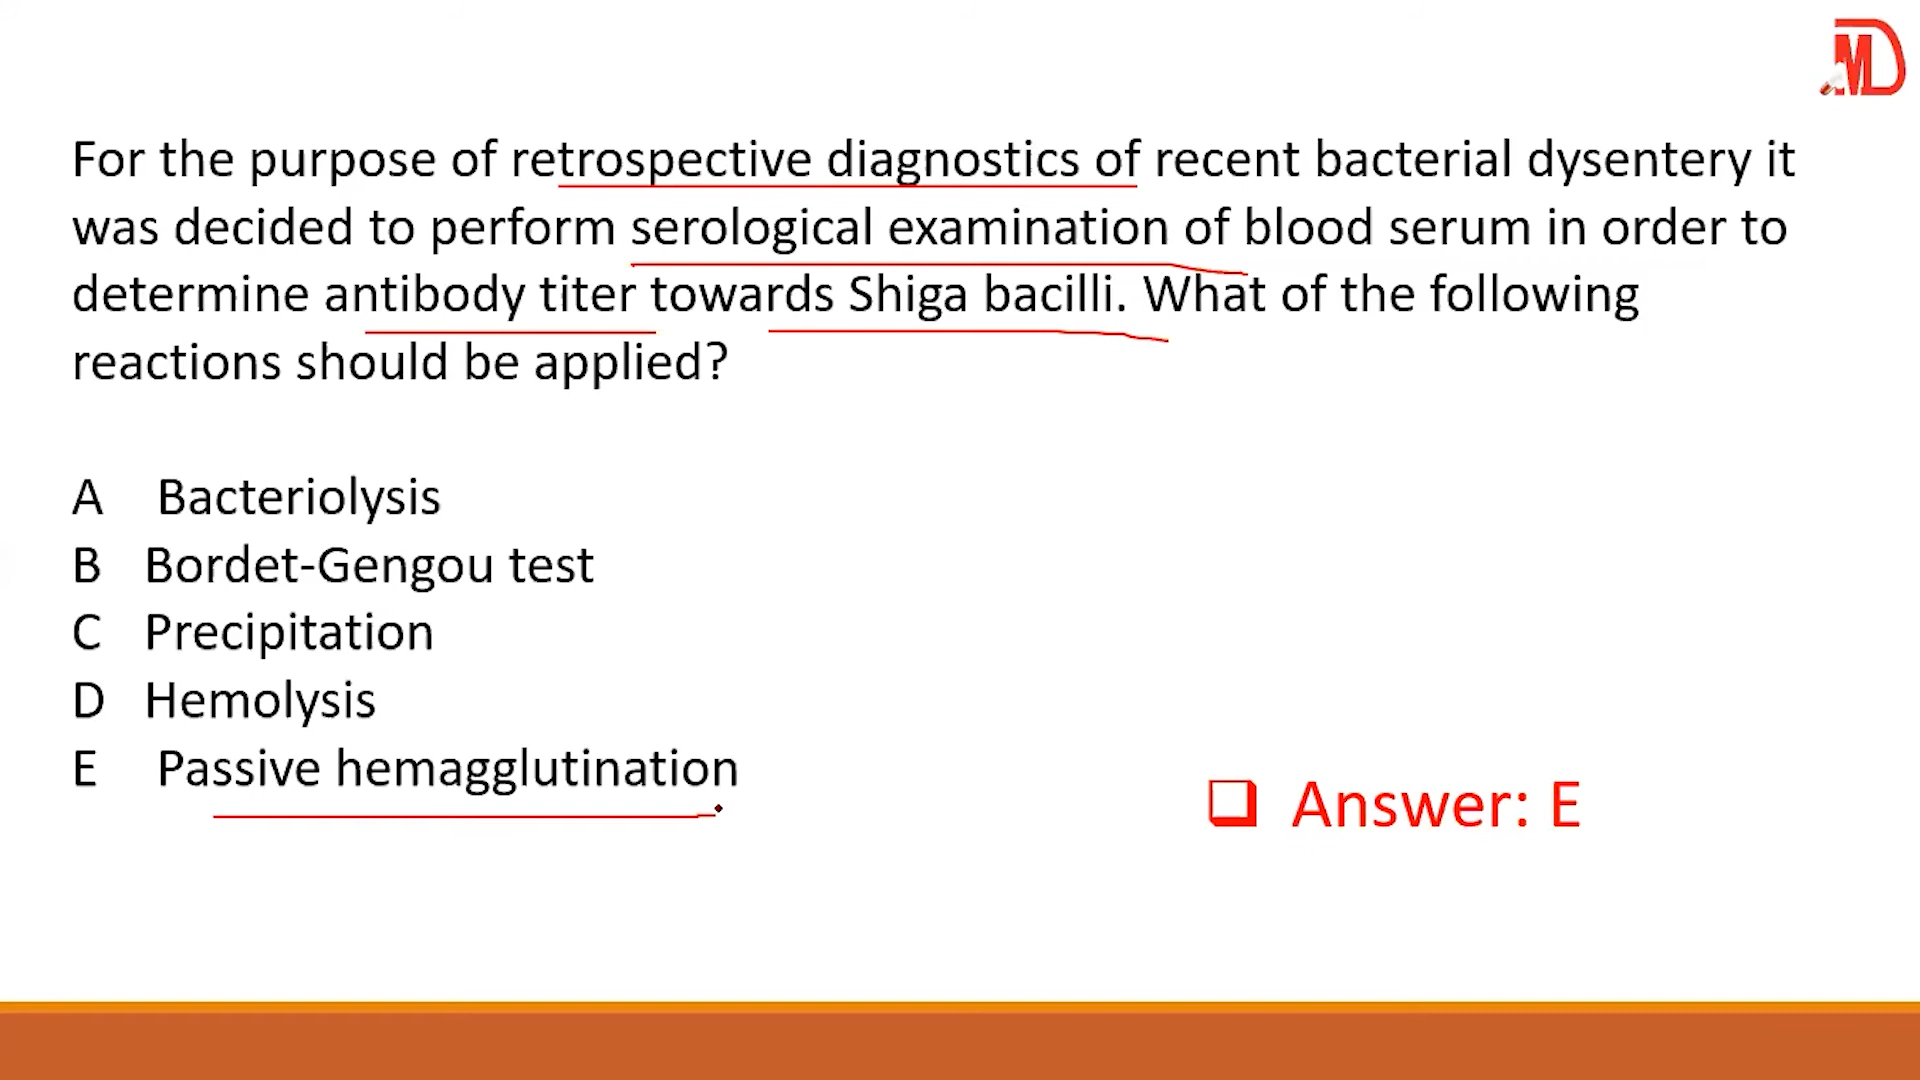 MD
For the purpose of retrospective diagnostics of recent bacterial dysentery it
was decided to perform serological examination of blood serum in order to
determine antibody titer towards Shiga bacilli. What of the following
reactions should be applied?
A Bacteriolysis
B Bordet-Gengou test
C Precipitation
D Hemolysis
E Passive hemagglutination
Answer: E